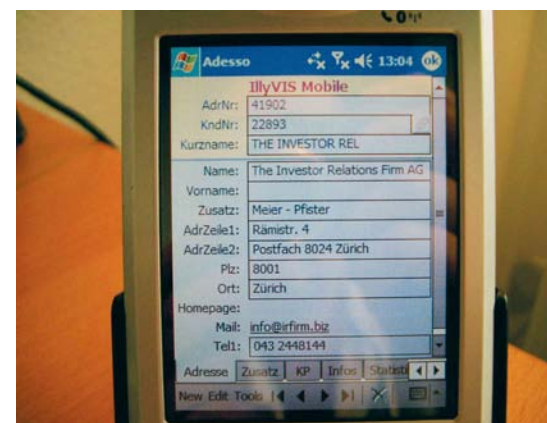 Adesso 13:04 ok
IllyVIS Mobile
AdrNr: 41902
KndNr: 22893
Kurzname: THE INVESTOR REL
Name: The Investor Relations Firm AG
Vorname:
Zusatz: Meier - Pfister
AdrZeile1: Rämistr. 4
AdrZeile2: Postfach 8024 Zürich
Plz: 8001
Ort: Zürich
Homepage:
Mail: info@irfirm.biz
Tel1: 043 2448144
Adresse Zusatz KP Infos Statisti
New Edit Tools